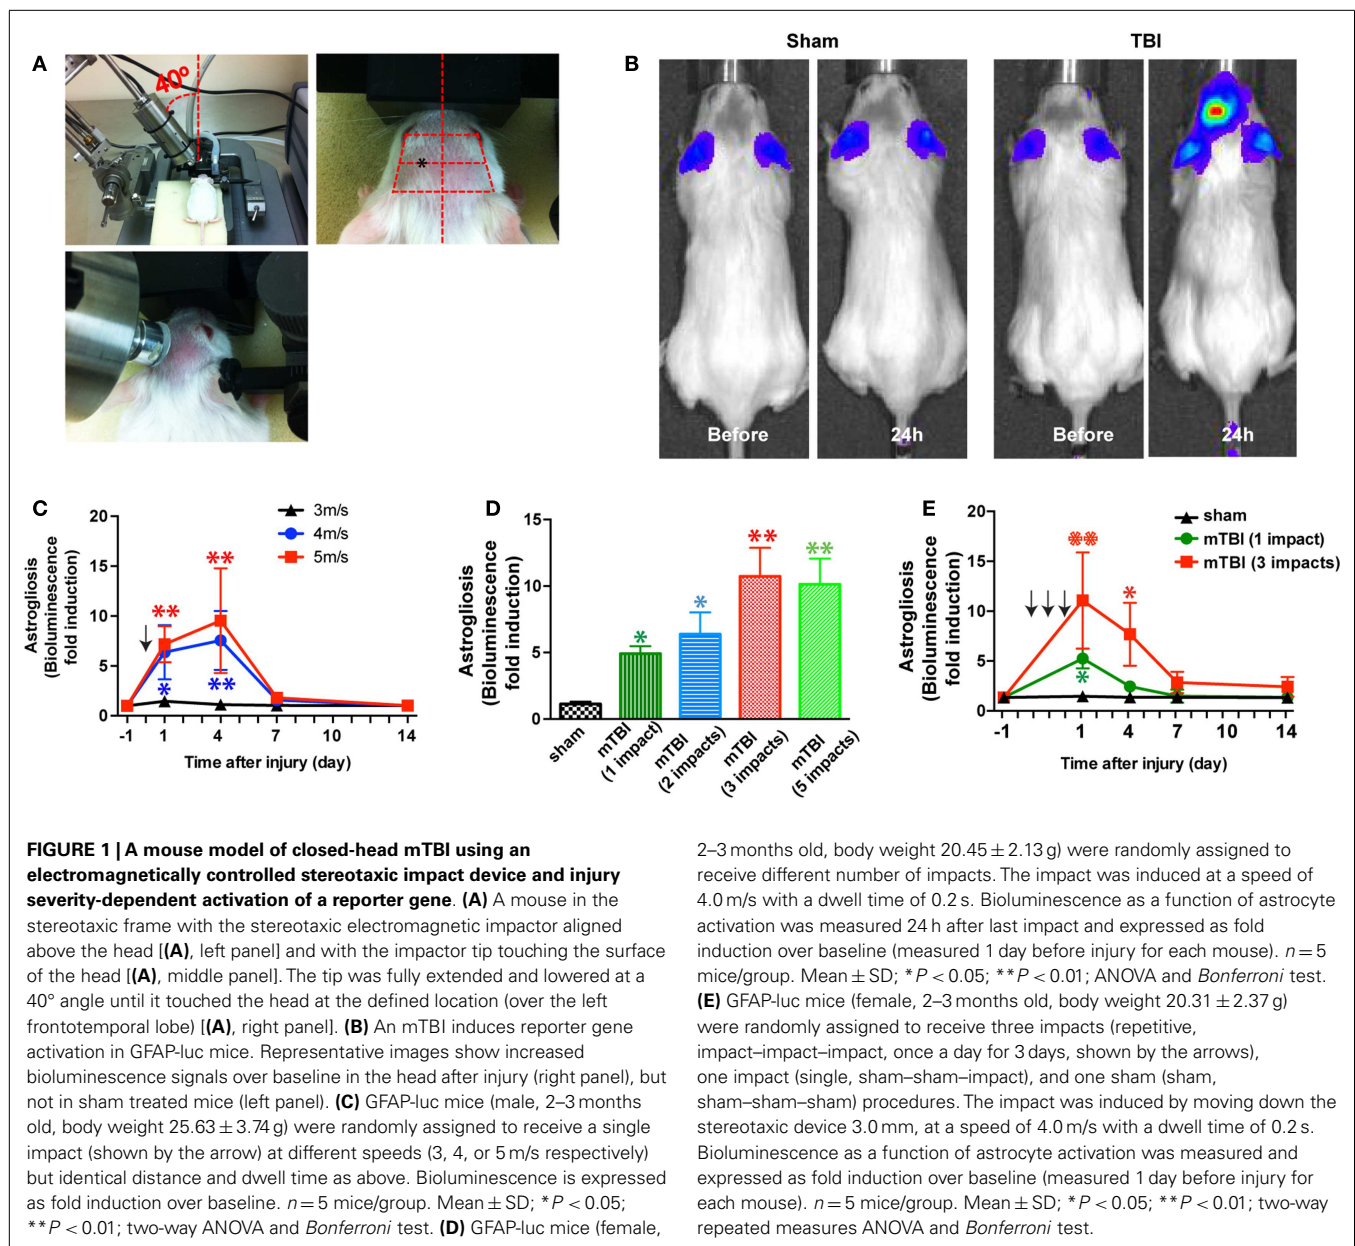 A
40º
*
B
Sham
TBI
Before
24h
Before
24h
C
Astrogliosis
(Bioluminescence
fold induction)
20
15
10
5
0
3m/s
4m/s
5m/s
**
**
*
**
-1
1
4
7
14
Time after injury (day)
D
Astrogliosis
(Bioluminescence
fold induction)
15
10
5
0
*
*
**
**
sham
mTBI
(1 impact)
mTBI
(2 impacts)
mTBI
(3 impacts)
mTBI
(5 impacts)
E
Astrogliosis
(Bioluminescence
fold induction)
20
15
10
5
0
sham
mTBI (1 impact)
mTBI (3 impacts)
**
*
*
-1
1
4
7
14
Time after injury (day)
FIGURE 1 | A mouse model of closed-head mTBI using an
electromagnetically controlled stereotaxic impact device and injury
severity-dependent activation of a reporter gene. (A) A mouse in the
stereotaxic frame with the stereotaxic electromagnetic impactor aligned
above the head [(A), left panel] and with the impactor tip touching the surface
of the head [(A), middle panel]. The tip was fully extended and lowered at a
40° angle until it touched the head at the defined location (over the left
frontotemporal lobe) [(A), right panel]. (B) An mTBI induces reporter gene
activation in GFAP-luc mice. Representative images show increased
bioluminescence signals over baseline in the head after injury (right panel), but
not in sham treated mice (left panel). (C) GFAP-luc mice (male, 2–3 months
old, body weight 25.63 ± 3.74 g) were randomly assigned to receive a single
impact (shown by the arrow) at different speeds (3, 4, or 5 m/s respectively)
but identical distance and dwell time as above. Bioluminescence is expressed
as fold induction over baseline. n = 5 mice/group. Mean ± SD; *P < 0.05;
**P < 0.01; two-way ANOVA and Bonferroni test. (D) GFAP-luc mice (female,
2–3 months old, body weight 20.45 ± 2.13 g) were randomly assigned to
receive different number of impacts. The impact was induced at a speed of
4.0 m/s with a dwell time of 0.2 s. Bioluminescence as a function of astrocyte
activation was measured 24 h after last impact and expressed as fold
induction over baseline (measured 1 day before injury for each mouse). n = 5
mice/group. Mean ± SD; *P < 0.05; **P < 0.01; ANOVA and Bonferroni test.
(E) GFAP-luc mice (female, 2–3 months old, body weight 20.31 ± 2.37 g)
were randomly assigned to receive three impacts (repetitive,
impact–impact–impact, once a day for 3 days, shown by the arrows),
one impact (single, sham–sham–impact), and one sham (sham,
sham–sham–sham) procedures. The impact was induced by moving down the
stereotaxic device 3.0 mm, at a speed of 4.0 m/s with a dwell time of 0.2 s.
Bioluminescence as a function of astrocyte activation was measured and
expressed as fold induction over baseline (measured 1 day before injury for
each mouse). n = 5 mice/group. Mean ± SD; *P < 0.05; **P < 0.01; two-way
repeated measures ANOVA and Bonferroni test.